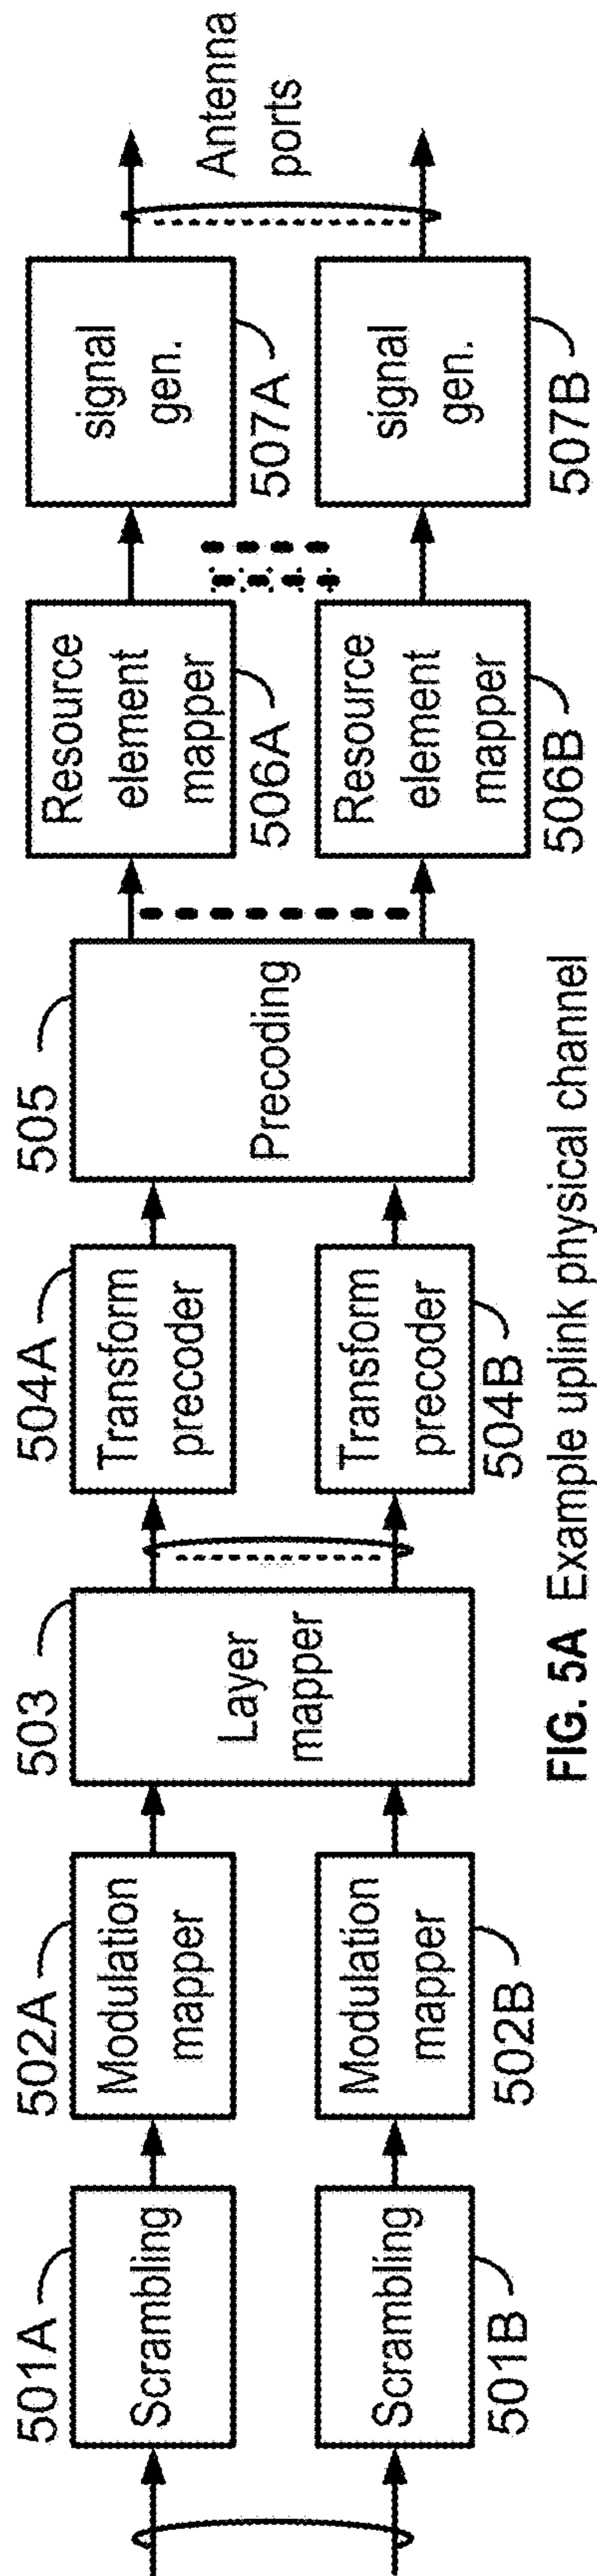 501A
Scrambling
Scrambling
501B
502A
Modulation
mapper
Modulation
mapper
502B
503
Layer
mapper
504A
Transform
precoder
Transform
precoder
504B
505
Precoding
Resource
element
mapper
506A
Resource
element
mapper
506B
signal
gen.
507A
signal
gen.
507B
Antenna
ports
FIG. 5A Example uplink physical channel